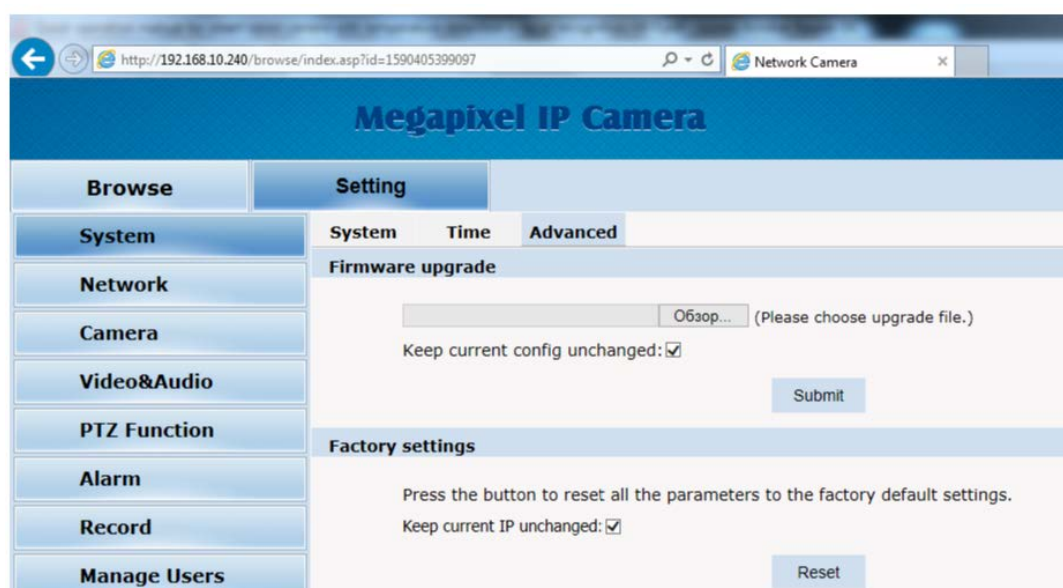 http://192.168.10.240/browse/index.asp?id=1590405399097
Network Camera
Megapixel IP Camera
Browse
Setting
System
Network
Camera
Video&Audio
PTZ Function
Alarm
Record
Manage Users
System Time Advanced
Firmware upgrade
Обзор... (Please choose upgrade file.)
Keep current config unchanged:
Submit
Factory settings
Press the button to reset all the parameters to the factory default settings.
Keep current IP unchanged:
Reset